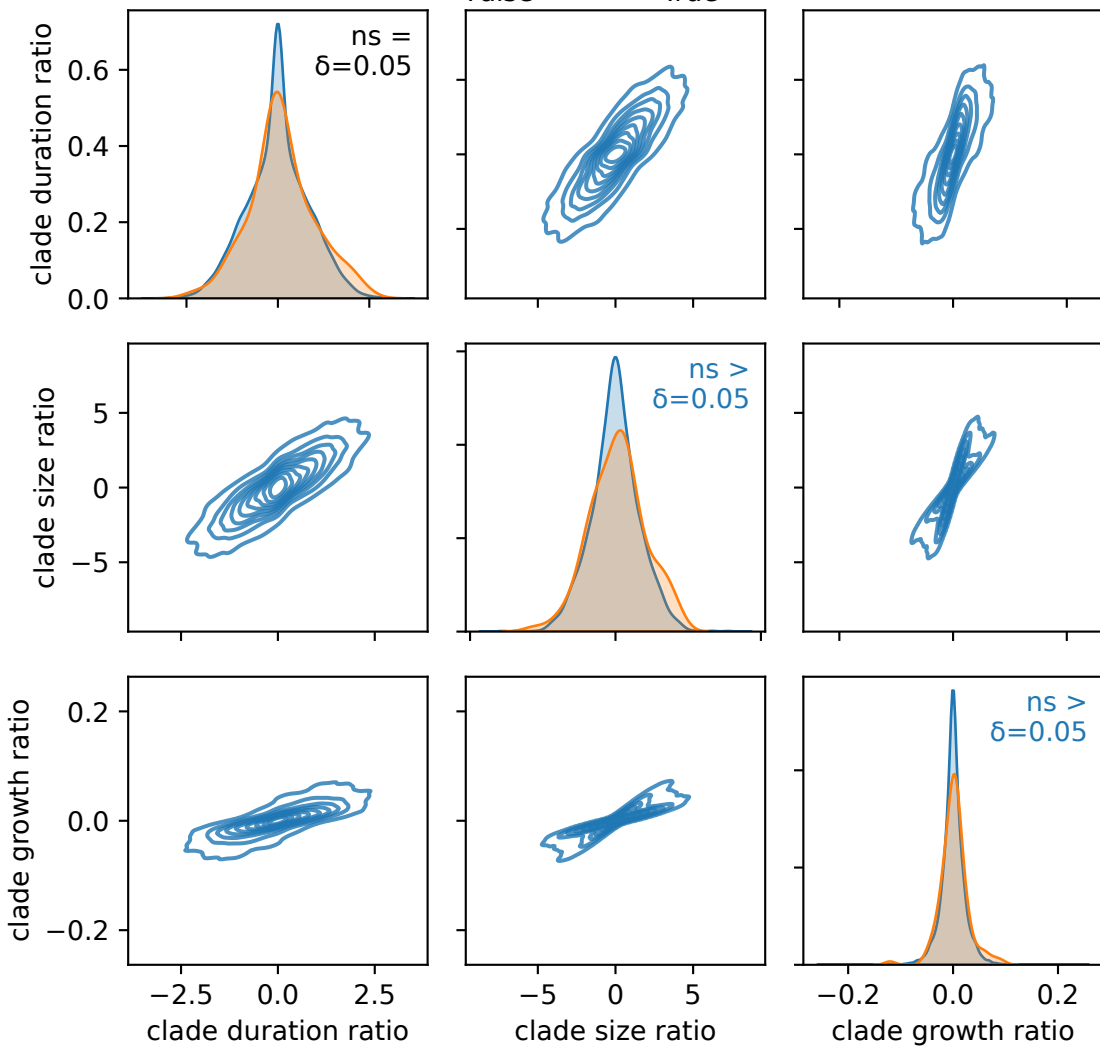 clade duration ratio
0.6
0.4
0.2
0.0
ns =
δ=0.05
clade size ratio
5
0
−5
ns >
δ=0.05
clade growth ratio
0.2
0.0
−0.2
ns >
δ=0.05
−2.5 0.0 2.5
−5 0 5
−0.2 0.0 0.2
clade duration ratio
clade size ratio
clade growth ratio